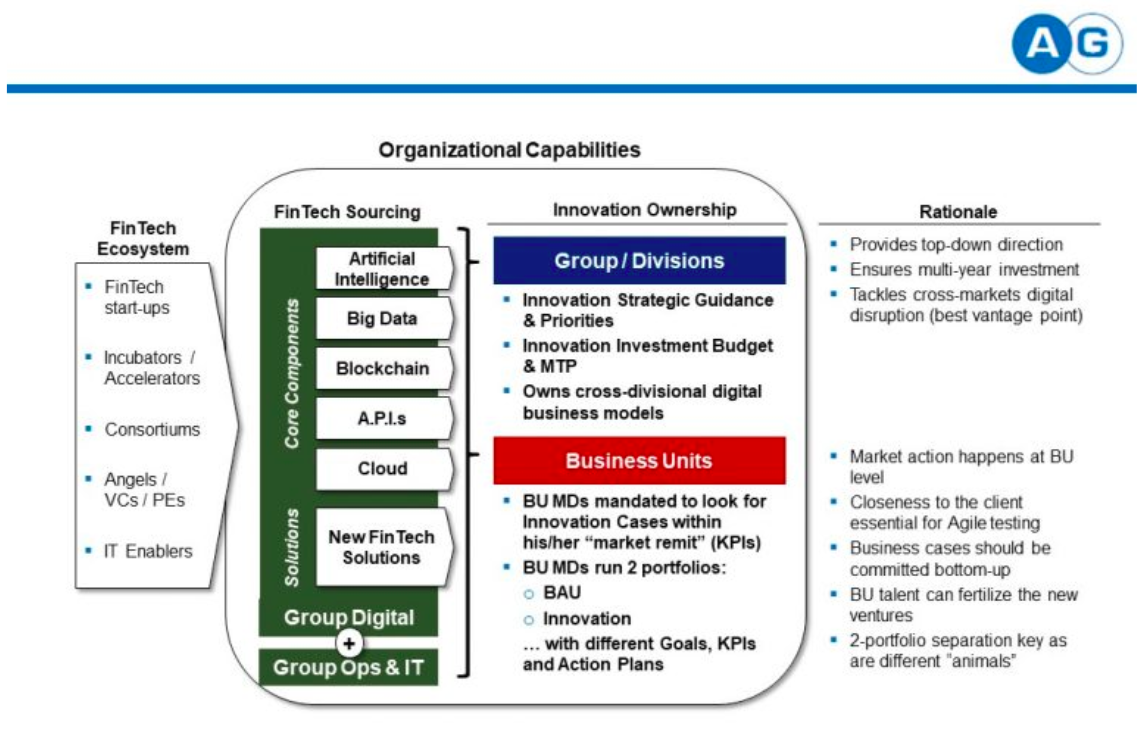 AG
Organizational Capabilities
FinTech
Ecosystem
FinTech
start-ups
Incubators /
Accelerators
Consortiums
Angels /
VCs / PEs
IT Enablers
FinTech Sourcing
Core Components
Artificial
Intelligence
Big Data
Blockchain
A.P.I.s
Cloud
Solutions
New FinTech
Solutions
Group Digital
+
Group Ops & IT
Innovation Ownership
Group / Divisions
Innovation Strategic Guidance
& Priorities
Innovation Investment Budget
& MTP
Owns cross-divisional digital
business models
Business Units
BU MDs mandated to look for
Innovation Cases within
his/her “market remit” (KPIs)
BU MDs run 2 portfolios:
BAU
Innovation
… with different Goals, KPIs
and Action Plans
Rationale
Provides top-down direction
Ensures multi-year investment
Tackles cross-markets digital
disruption (best vantage point)
Market action happens at BU
level
Closeness to the client
essential for Agile testing
Business cases should be
committed bottom-up
BU talent can fertilize the new
ventures
2-portfolio separation key as
are different ”animals”